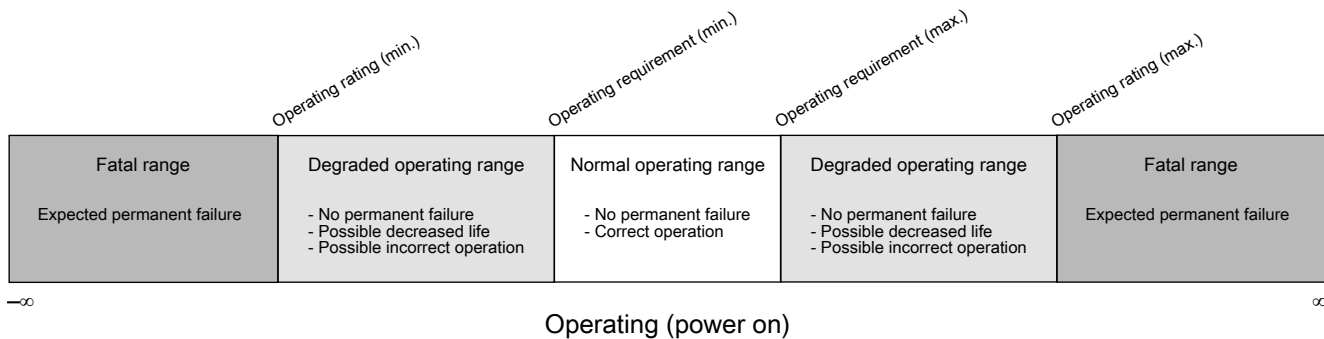 Operating rating (min.)
Operating requirement (min.)
Operating requirement (max.)
Operating rating (max.)
Fatal range
Expected permanent failure
Degraded operating range
- No permanent failure
- Possible decreased life
- Possible incorrect operation
Normal operating range
- No permanent failure
- Correct operation
Degraded operating range
- No permanent failure
- Possible decreased life
- Possible incorrect operation
Fatal range
Expected permanent failure
–∞
∞
Operating (power on)